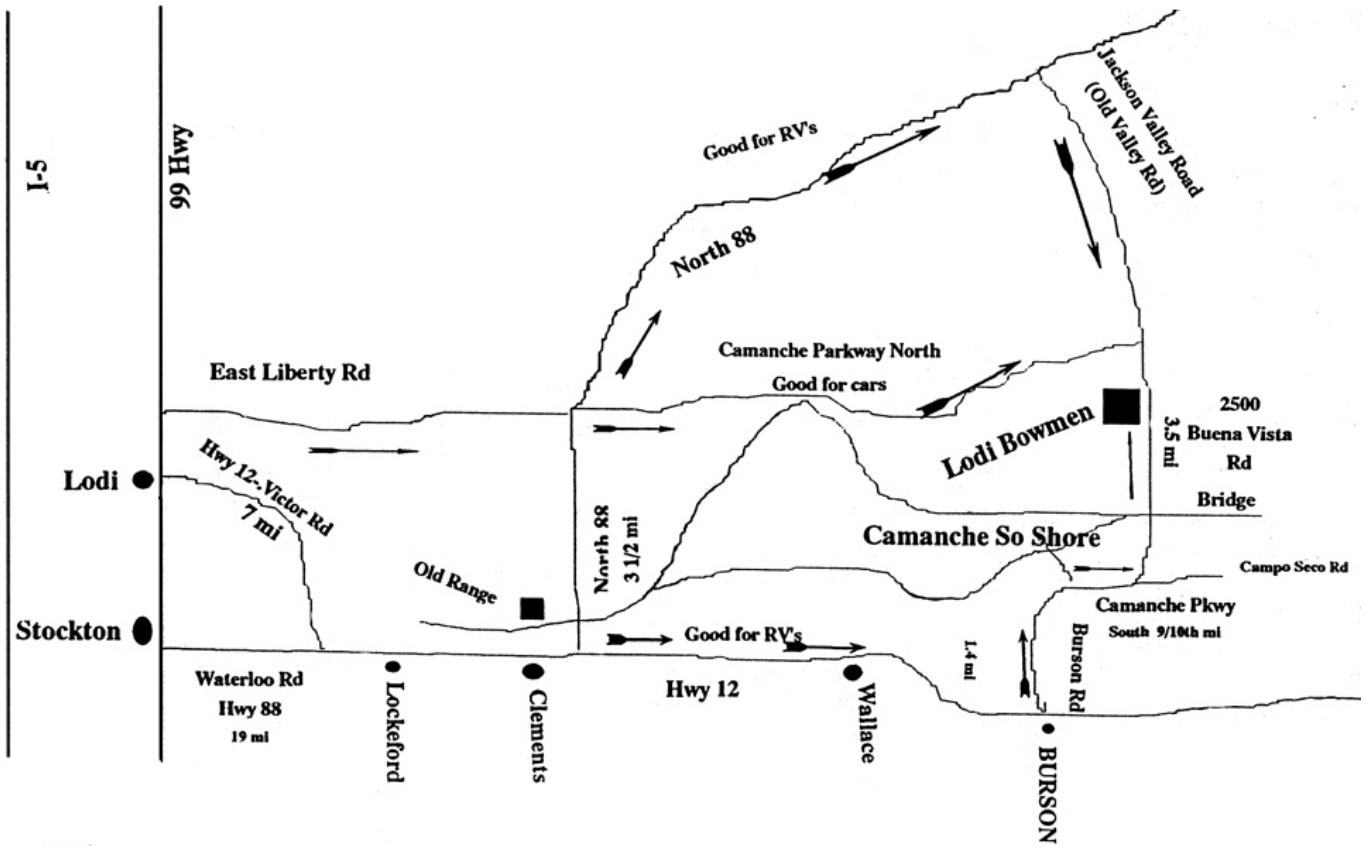 I-5
99 Hwy
Jackson Valley Road
(Old Valley Rd)
Good for RV's
North 88
Camanche Parkway North
Good for cars
East Liberty Rd
Lodi Bowmen
2500
Buena Vista
Rd
3.5 mi
Lodi
Hwy 12-.Victor Rd
7 mi
Bridge
North 88
3 1/2 mi
Camanche So Shore
Old Range
Campo Seco Rd
Stockton
Good for RV's
Camanche Pkwy
South 9/10th mi
Waterloo Rd
Hwy 88
19 mi
Lockeford
Clements
Hwy 12
Wallace
1.4 mi
Burson Rd
BURSON